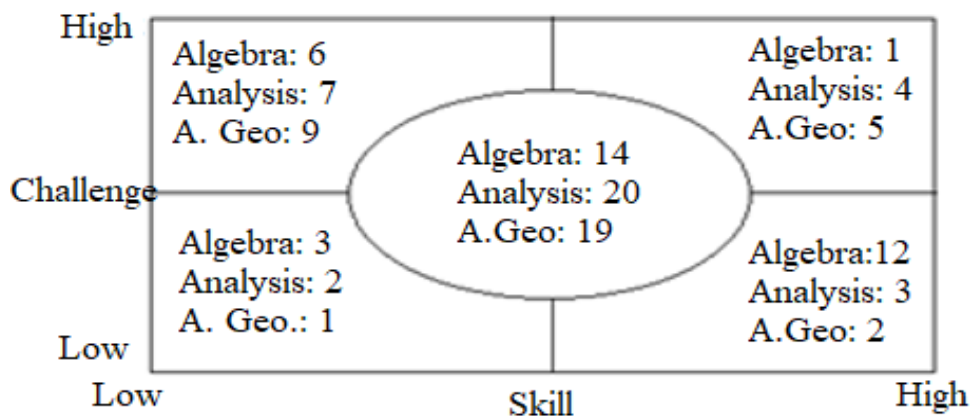 High
Algebra: 6
Analysis: 7
A. Geo: 9
Algebra: 1
Analysis: 4
A.Geo: 5
Algebra: 14
Analysis: 20
A.Geo: 19
Challenge
Algebra: 3
Analysis: 2
A. Geo.: 1
Algebra:12
Analysis: 3
A.Geo: 2
Low
Low
Skill
High